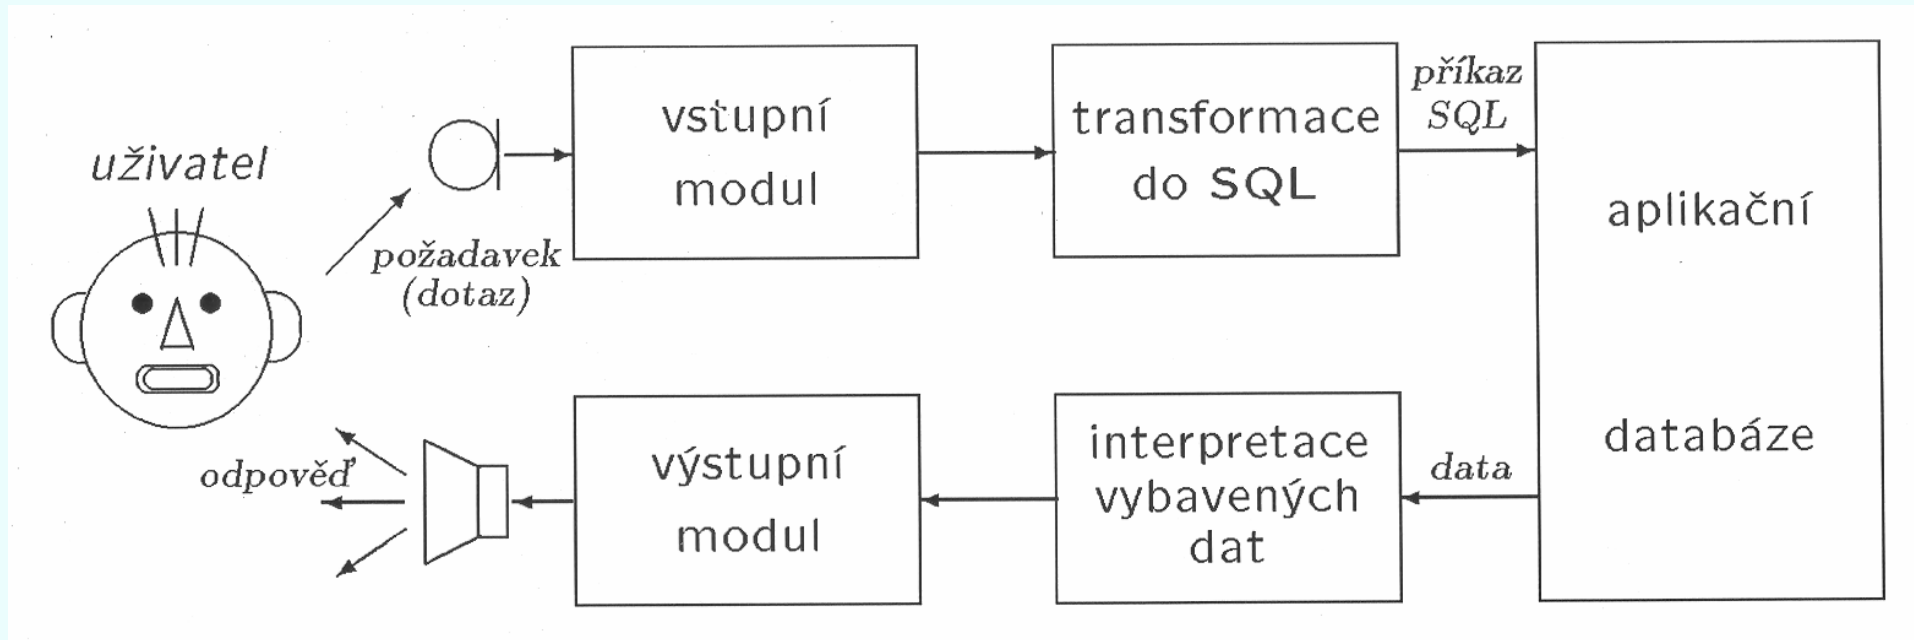 uživatel
požadavek
(dotaz)
vstupní
modul
transformace
do SQL
příkaz
SQL
aplikační
databáze
data
interpretace
vybavených
dat
výstupní
modul
odpověď